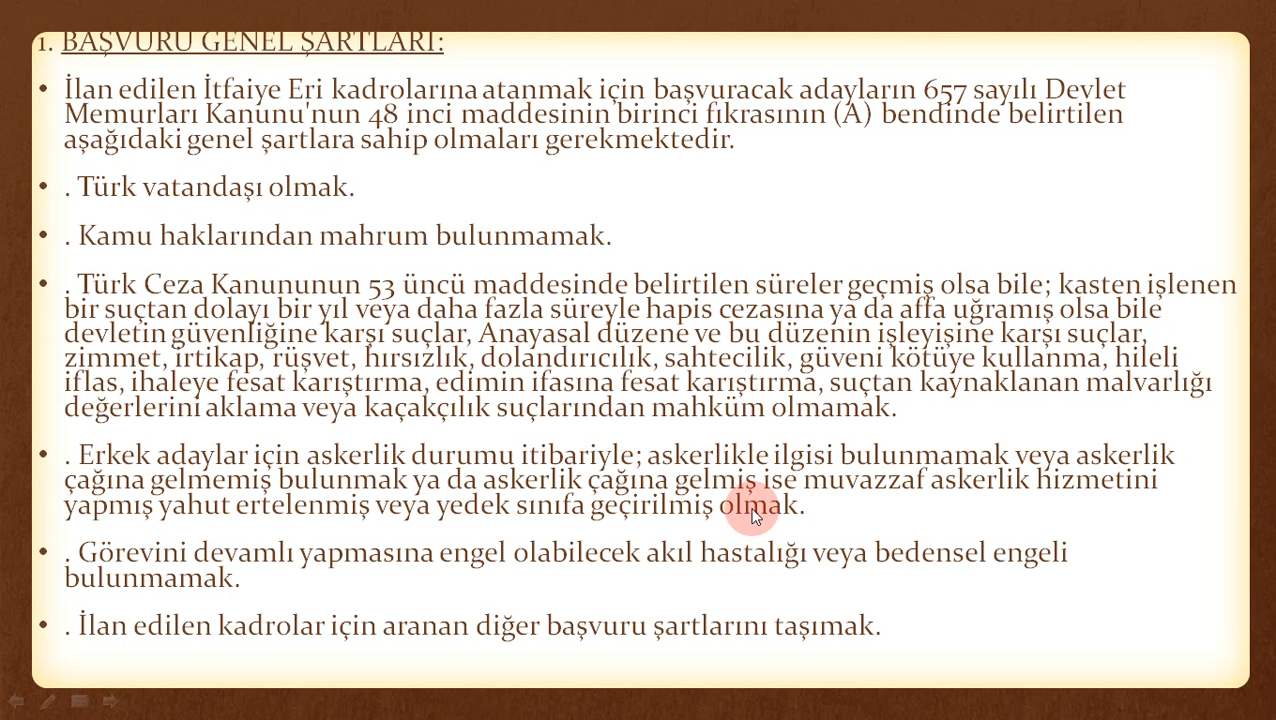 1. BAŞVURU GENEL ŞARTLARI:
• İlan edilen İtfaiye Eri kadrolarına atanmak için başvuracak adayların 657 sayılı Devlet
Memurları Kanunu'nun 48 inci maddesinin birinci fıkrasının (A) bendinde belirtilen
aşağıdaki genel şartlara sahip olmaları gerekmektedir.
• . Türk vatandaşı olmak.
• . Kamu haklarından mahrum bulunmamak.
• . Türk Ceza Kanununun 53 üncü maddesinde belirtilen süreler geçmiş olsa bile; kasten işlenen
bir suçtan dolayı bir yıl veya daha fazla süreyle hapis cezasına ya da affa uğramış olsa bile
devletin güvenliğine karşı suçlar, Anayasal düzene ve bu düzenin işleyişine karşı suçlar,
zimmet, irtikap, rüşvet, hırsızlık, dolandırıcılık, sahtecilik, güveni kötüye kullanma, hileli
iflas, ihaleye fesat karıştırma, edimin ifasına fesat karıştırma, suçtan kaynaklanan malvarlığı
değerlerini aklama veya kaçakçılık suçlarından mahkûm olmamak.
• . Erkek adaylar için askerlik durumu itibariyle; askerlikle ilgisi bulunmamak veya askerlik
çağına gelmemiş bulunmak ya da askerlik çağına gelmiş ise muvazzaf askerlik hizmetini
yapmış yahut ertelenmiş veya yedek sınıfa geçirilmiş olmak.
• . Görevini devamlı yapmasına engel olabilecek akıl hastalığı veya bedensel engeli
bulunmamak.
• . İlan edilen kadrolar için aranan diğer başvuru şartlarını taşımak.